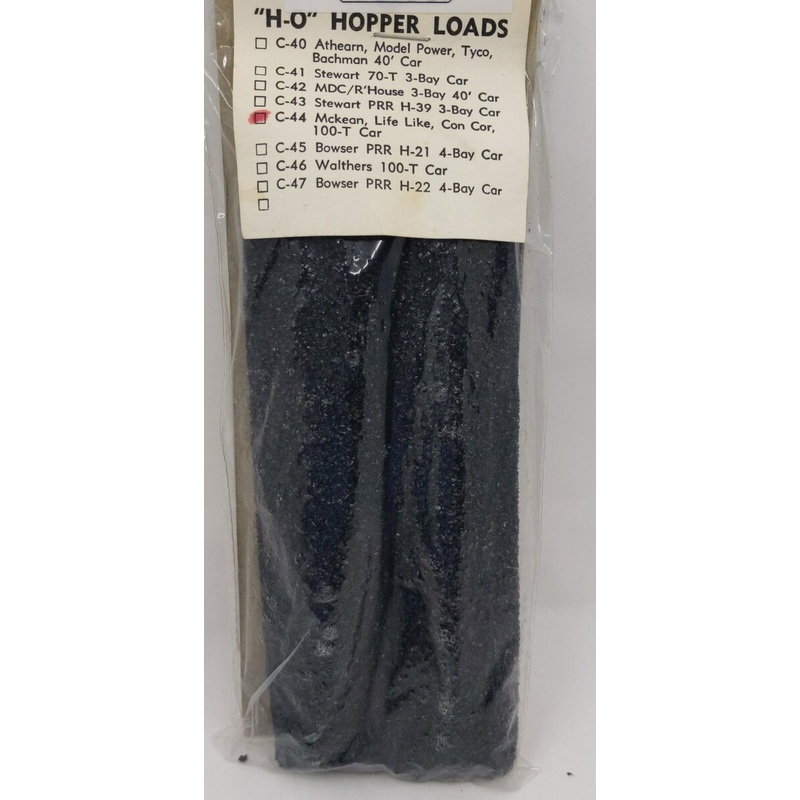 "H-O" HOPPER LOADS
C-40 Athearn, Model Power, Tyco,
Bachman 40' Car
C-41 Stewart 70-T 3-Bay Car
C-42 MDC/R'House 3-Bay 40' Car
C-43 Stewart PRR H-39 3-Bay Car
C-44 Mckean, Life Like, Con Cor,
100-T Car
C-45 Bowser PRR H-21 4-Bay Car
C-46 Walthers 100-T Car
C-47 Bowser PRR H-22 4-Bay Car